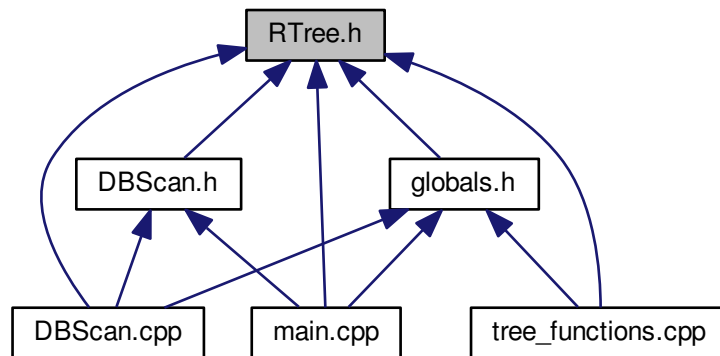 RTree.h
DBScan.h
globals.h
DBScan.cpp
main.cpp
tree_functions.cpp